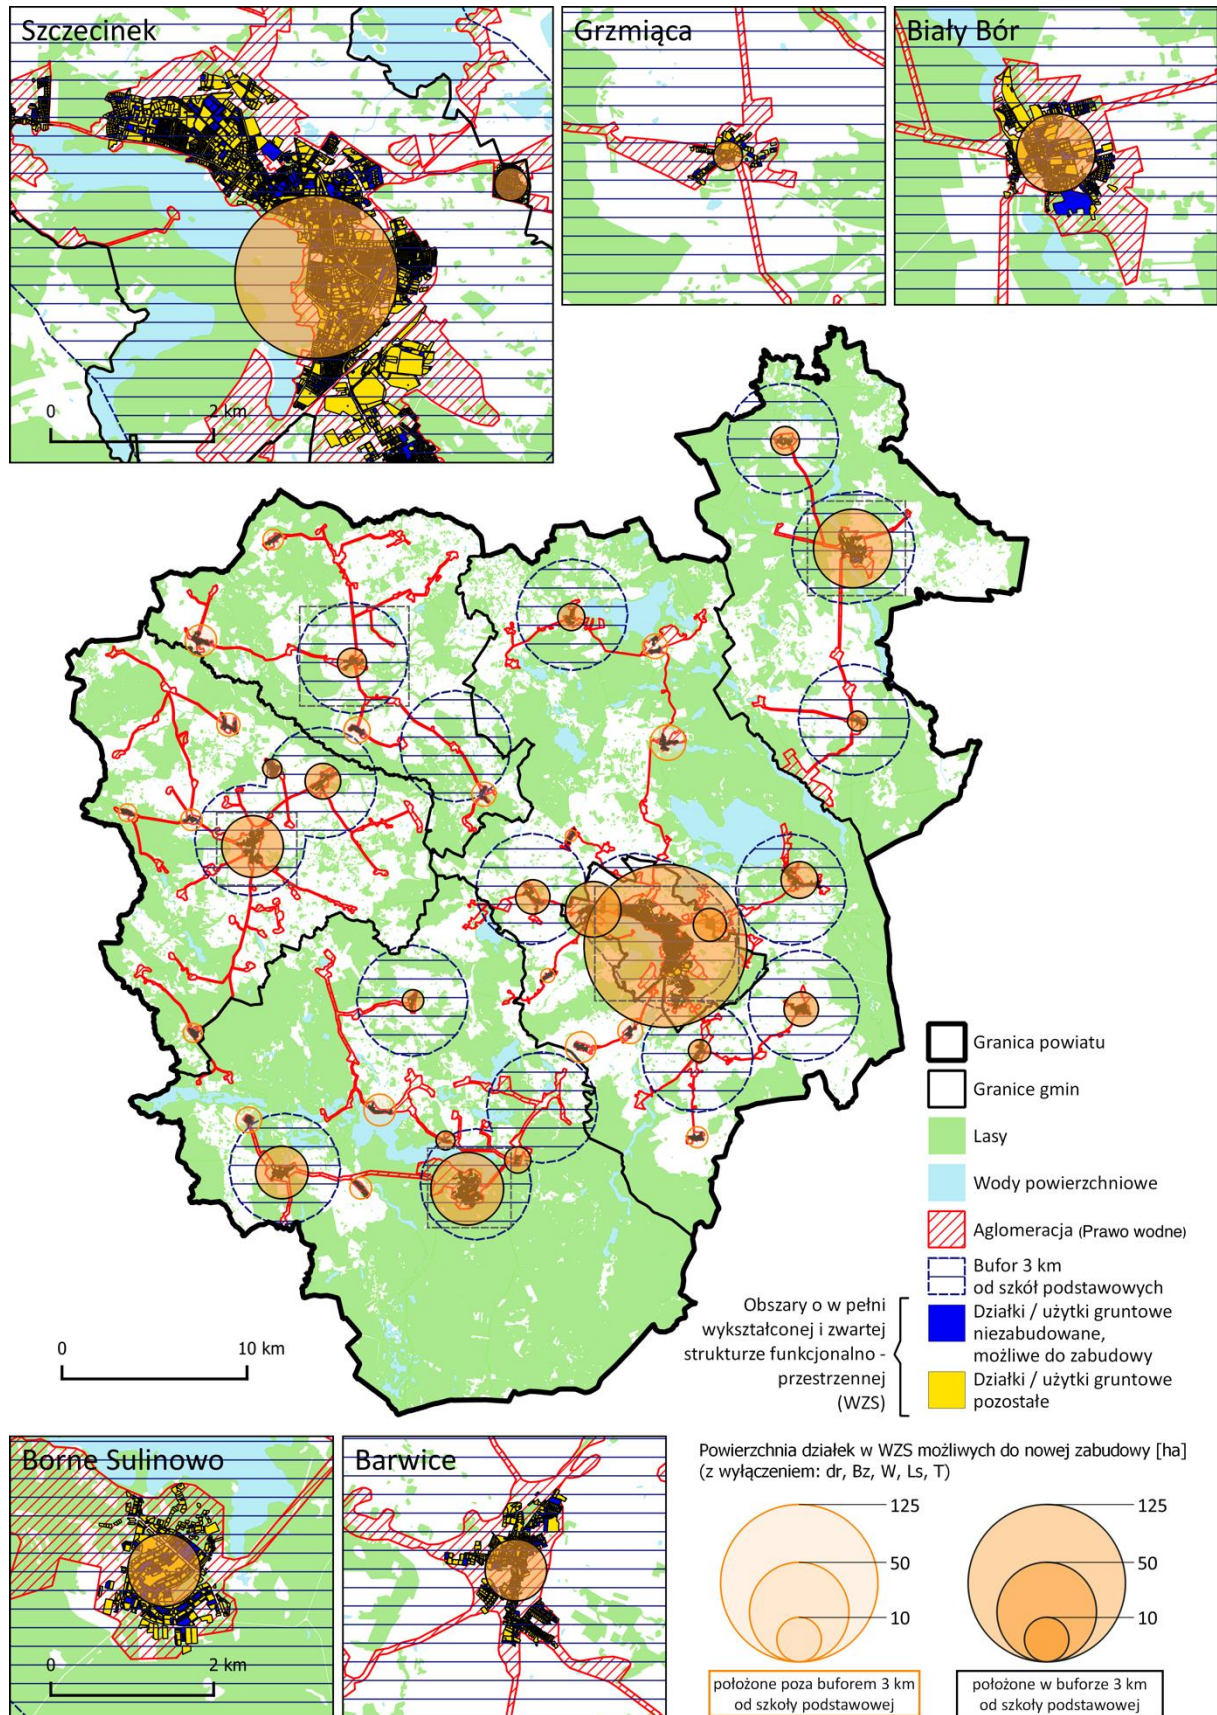 Szczecinek
0 2 km
Grzmiąca
Biały Bór
Granica powiatu
Granice gmin
Lasy
Wody powierzchniowe
Aglomeracja (Prawo wodne)
Bufor 3 km
od szkół podstawowych
Obszary o w pełni
wykształconej i zwartej
strukturze funkcjonalno -
przestrzennej
(WZS)
Działki / użytki gruntowe
niezabudowane,
możliwe do zabudowy
Działki / użytki gruntowe
pozostałe
0 10 km
Borne Sulinowo
0 2 km
Barwice
Powierzchnia działek w WZS możliwych do nowej zabudowy [ha]
(z wyłączeniem: dr, Bz, W, Ls, T)
125
50
10
położone poza buforem 3 km
od szkoły podstawowej
125
50
10
położone w buforze 3 km
od szkoły podstawowej